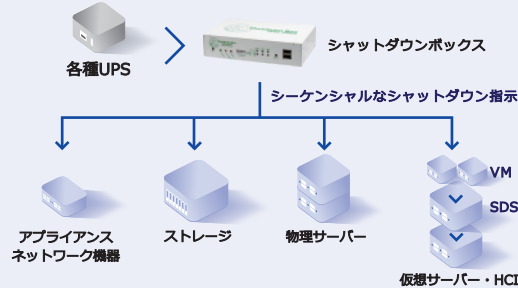 各種UPS
シャットダウンボックス
シーケンシャルなシャットダウン指示
アプライアンス
ネットワーク機器
ストレージ
物理サーバー
VM
SDS
仮想サーバー・HCI